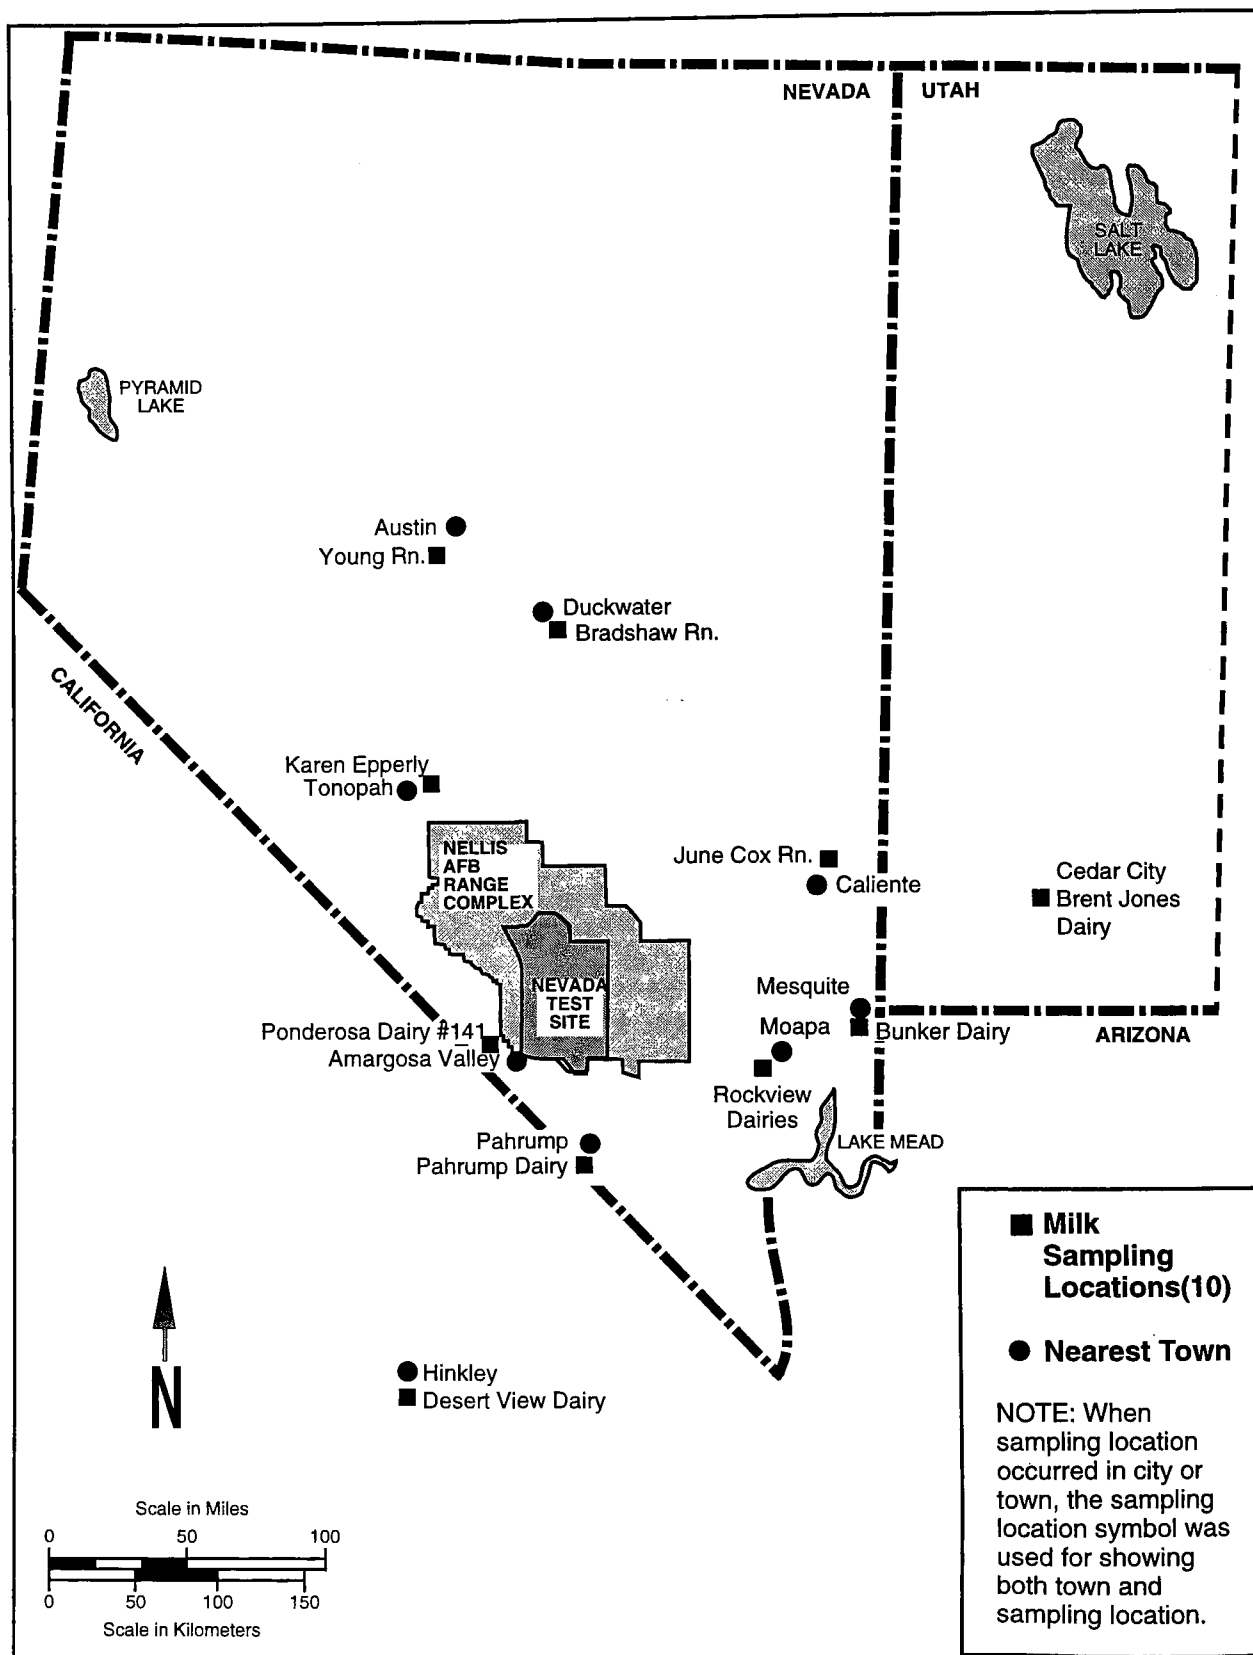 NEVADA
UTAH
SALT
LAKE
PYRAMID
LAKE
Austin
Young Rn.
Duckwater
Bradshaw Rn.
CALIFORNIA
Karen Epperly
Tonopah
NELLIS
AFB
RANGE
COMPLEX
June Cox Rn.
Caliente
Cedar City
Brent Jones
Dairy
NEVADA
TEST
SITE
Mesquite
Bunker Dairy
ARIZONA
Moapa
Rockview
Dairies
Ponderosa Dairy #141
Amargosa Valley
LAKE MEAD
Pahrump
Pahrump Dairy
Milk
Sampling
Locations(10)
Nearest Town
NOTE: When
sampling location
occurred in city or
town, the sampling
location symbol was
used for showing
both town and
sampling location.
N
Hinkley
Desert View Dairy
Scale in Miles
0 50 100
0 50 100 150
Scale in Kilometers